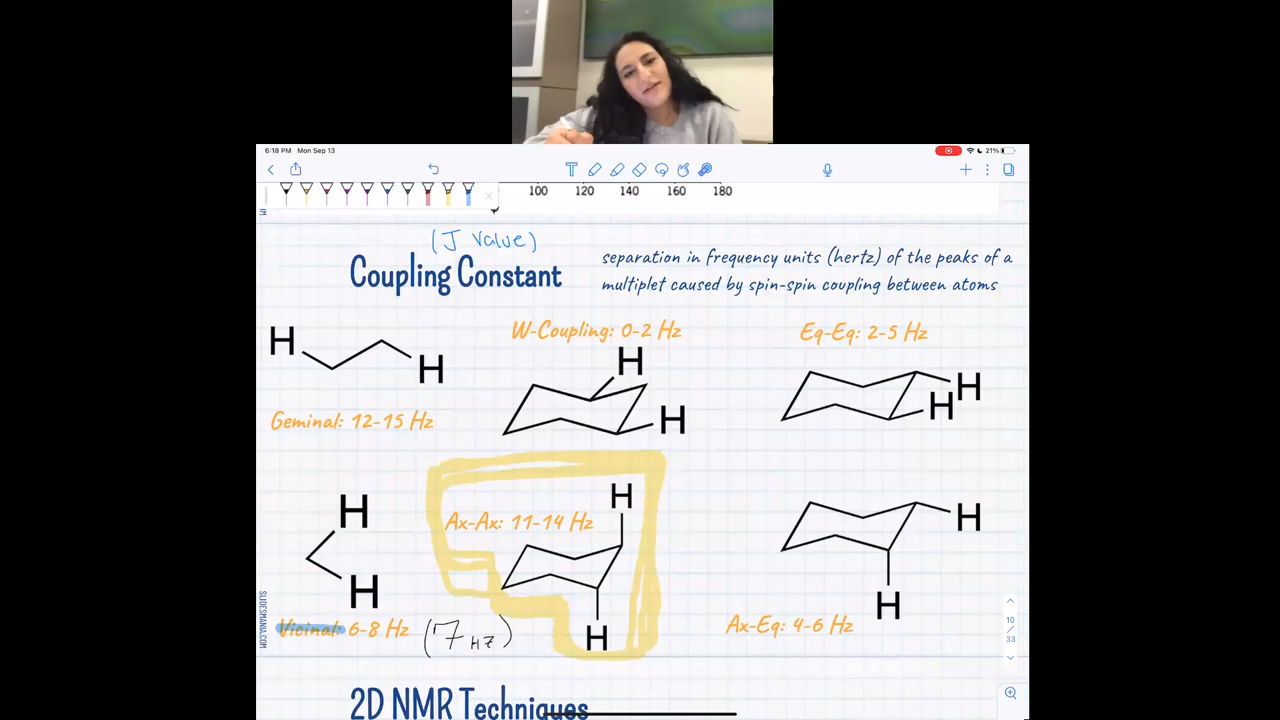 6:18 PM Mon Sep 13
21%
100 120 140 160 180
(J value)
Coupling Constant
separation in frequency units (hertz) of the peaks of a
multiplet caused by spin-spin coupling between atoms
W-Coupling: 0-2 Hz
Eq-Eq: 2-5 Hz
H
H
H
H
H
H
Geminal: 12-15 Hz
H
H
Ax-Ax: 11-14 Hz
H
H
H
H
Vicinal: 6-8 Hz
(7 Hz)
Ax-Eq: 4-6 Hz
10
/
33
SLIDESMANIA.COM
2D NMR Techniques